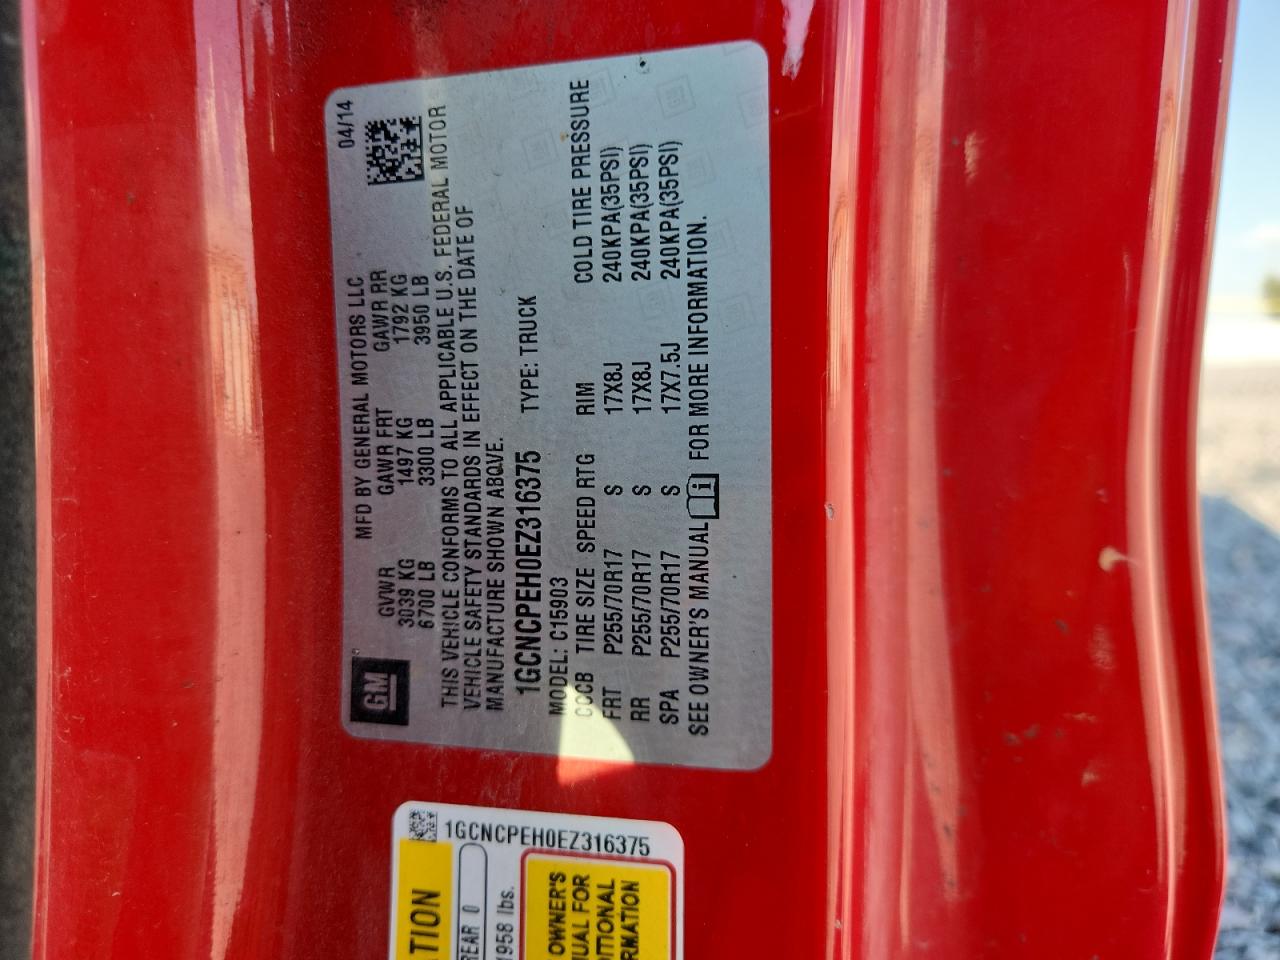 MFD BY GENERAL MOTORS LLC 04/14
GM
GVWR GAWR FRT GAWR RR
3039 KG 1497 KG 1792 KG
6700 LB 3300 LB 3950 LB
THIS VEHICLE CONFORMS TO ALL APPLICABLE U.S. FEDERAL MOTOR
VEHICLE SAFETY STANDARDS IN EFFECT ON THE DATE OF
MANUFACTURE SHOWN ABOVE.
1GCNCPEH0EZ316375 TYPE: TRUCK
MODEL: C15903
CCCB TIRE SIZE SPEED RTG RIM COLD TIRE PRESSURE
FRT P255/70R17 S 17X8J 240KPA(35PSI)
RR P255/70R17 S 17X8J 240KPA(35PSI)
SPA P255/70R17 S 17X7.5J 240KPA(35PSI)
SEE OWNER'S MANUAL i FOR MORE INFORMATION.
1GCNCPEH0EZ316375
TION
REAR 0
1958 lbs.
OWNER'S
UAL FOR
ITIONAL
RMATION